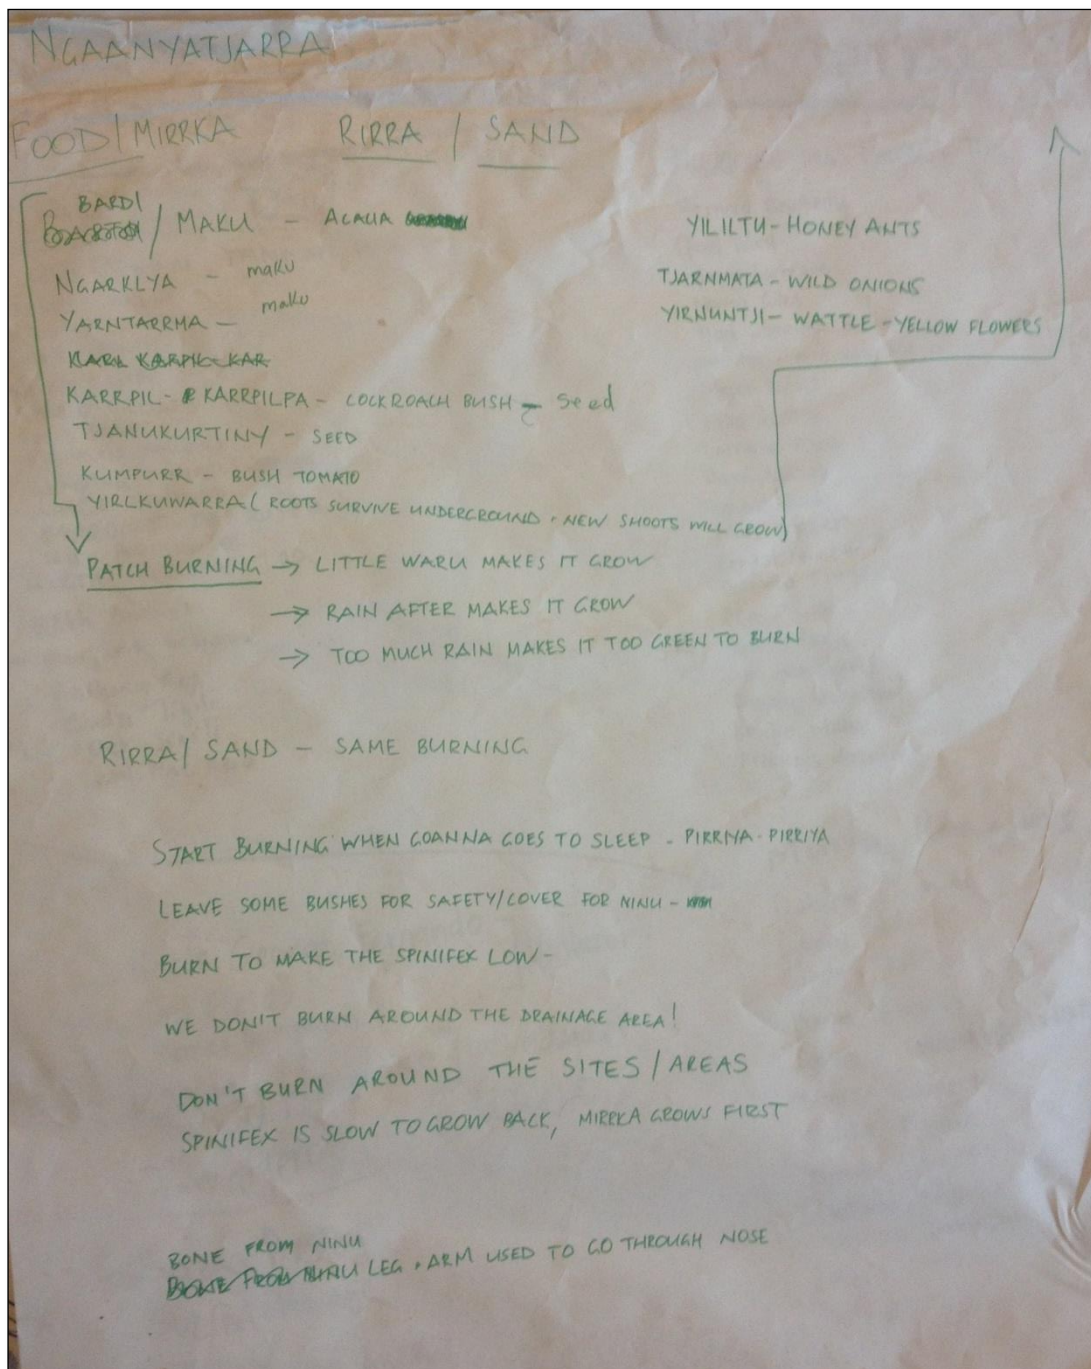 NGAANYATJARRA
FOOD/MIRRKA RIRRA / SAND
BARDI
/ MAKU - ACACIA
NGARKLYA - maku
YARNTARRMA - maku
KARRPIL- KARRPILPA - COCKROACH BUSH - Seed
TJANUKURTINY - SEED
KUMPURR - BUSH TOMATO
YIRLKUWARRA ( ROOTS SURVIVE UNDERGROUND. NEW SHOOTS WILL GROW)
YILILTU - HONEY ANTS
TJARNMATA - WILD ONIONS
YIRNUNTJI - WATTLE - YELLOW FLOWERS
PATCH BURNING → LITTLE WARU MAKES IT GROW
→ RAIN AFTER MAKES IT GROW
→ TOO MUCH RAIN MAKES IT TOO GREEN TO BURN
RIRRA/ SAND - SAME BURNING
START BURNING WHEN GOANNA GOES TO SLEEP - PIRRIYA-PIRRIYA
LEAVE SOME BUSHES FOR SAFETY/COVER FOR NINU -
BURN TO MAKE THE SPINIFEX LOW -
WE DON'T BURN AROUND THE DRAINAGE AREA!
DON'T BURN AROUND THE SITES / AREAS
SPINIFEX IS SLOW TO GROW BACK, MIRRKA GROWS FIRST
BONE FROM NINU
LEG. ARM USED TO GO THROUGH NOSE